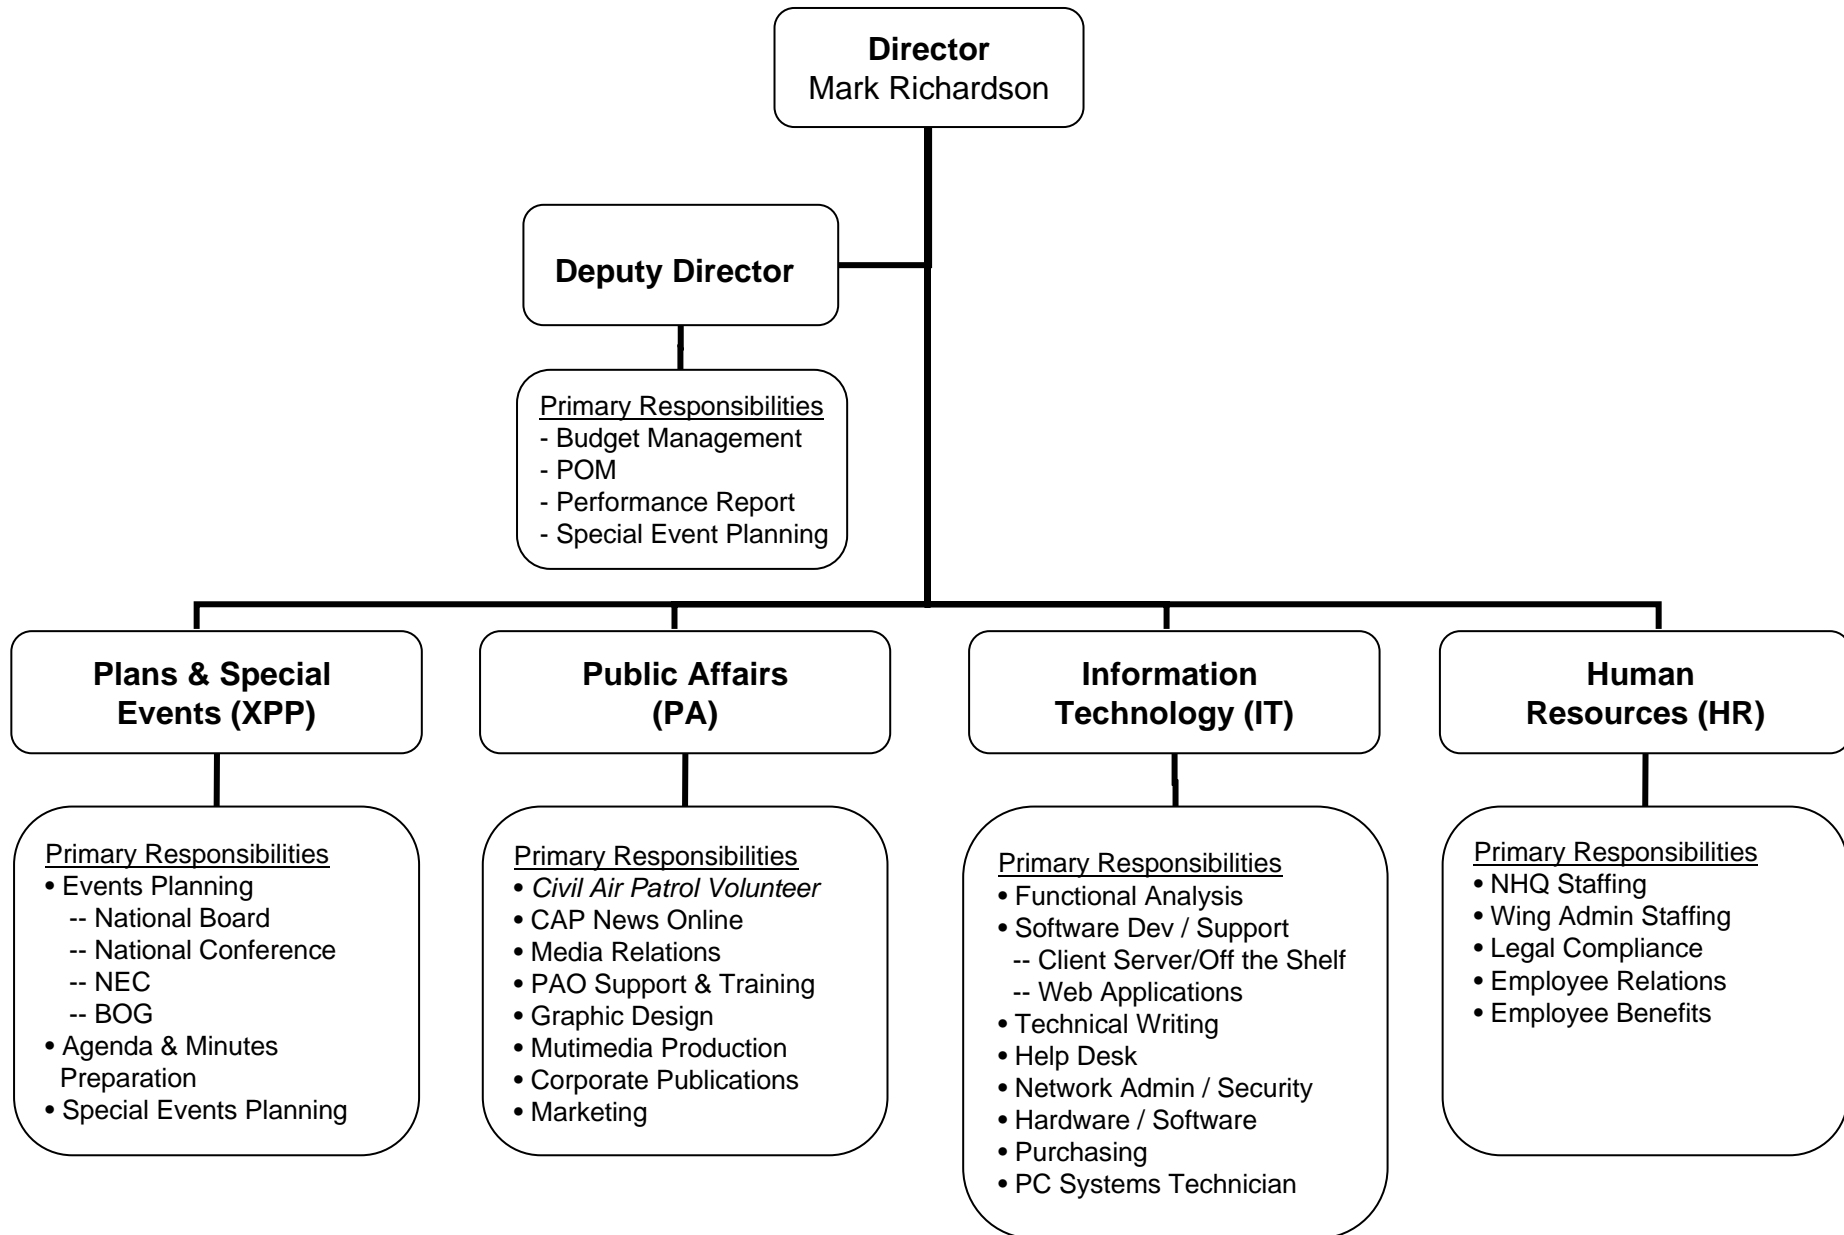 Director
Mark Richardson
Deputy Director
Primary Responsibilities
- Budget Management
- POM
- Performance Report
- Special Event Planning
Plans & Special
Events (XPP)
Primary Responsibilities
• Events Planning
-- National Board
-- National Conference
-- NEC
-- BOG
• Agenda & Minutes
Preparation
• Special Events Planning
Public Affairs
(PA)
Primary Responsibilities
• Civil Air Patrol Volunteer
• CAP News Online
• Media Relations
• PAO Support & Training
• Graphic Design
• Mutimedia Production
• Corporate Publications
• Marketing
Information
Technology (IT)
Primary Responsibilities
• Functional Analysis
• Software Dev / Support
-- Client Server/Off the Shelf
-- Web Applications
• Technical Writing
• Help Desk
• Network Admin / Security
• Hardware / Software
• Purchasing
• PC Systems Technician
Human
Resources (HR)
Primary Responsibilities
• NHQ Staffing
• Wing Admin Staffing
• Legal Compliance
• Employee Relations
• Employee Benefits